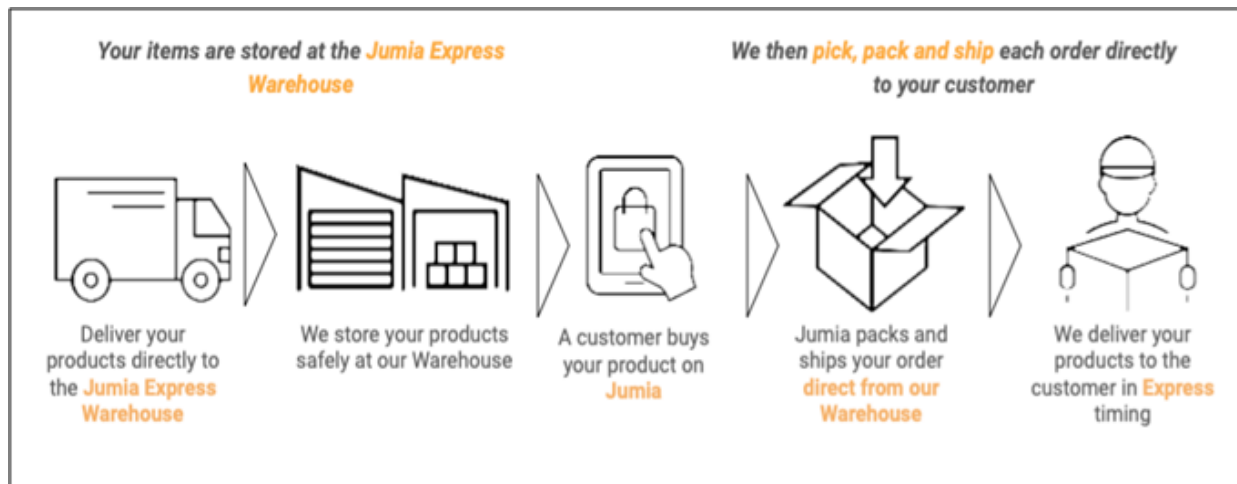 Your items are stored at the Jumia Express
Warehouse
We then pick, pack and ship each order directly
to your customer
Deliver your
products directly to
the Jumia Express
Warehouse
We store your products
safely at our Warehouse
A customer buys
your product on
Jumia
Jumia packs and
ships your order
direct from our
Warehouse
We deliver your
products to the
customer in Express
timing